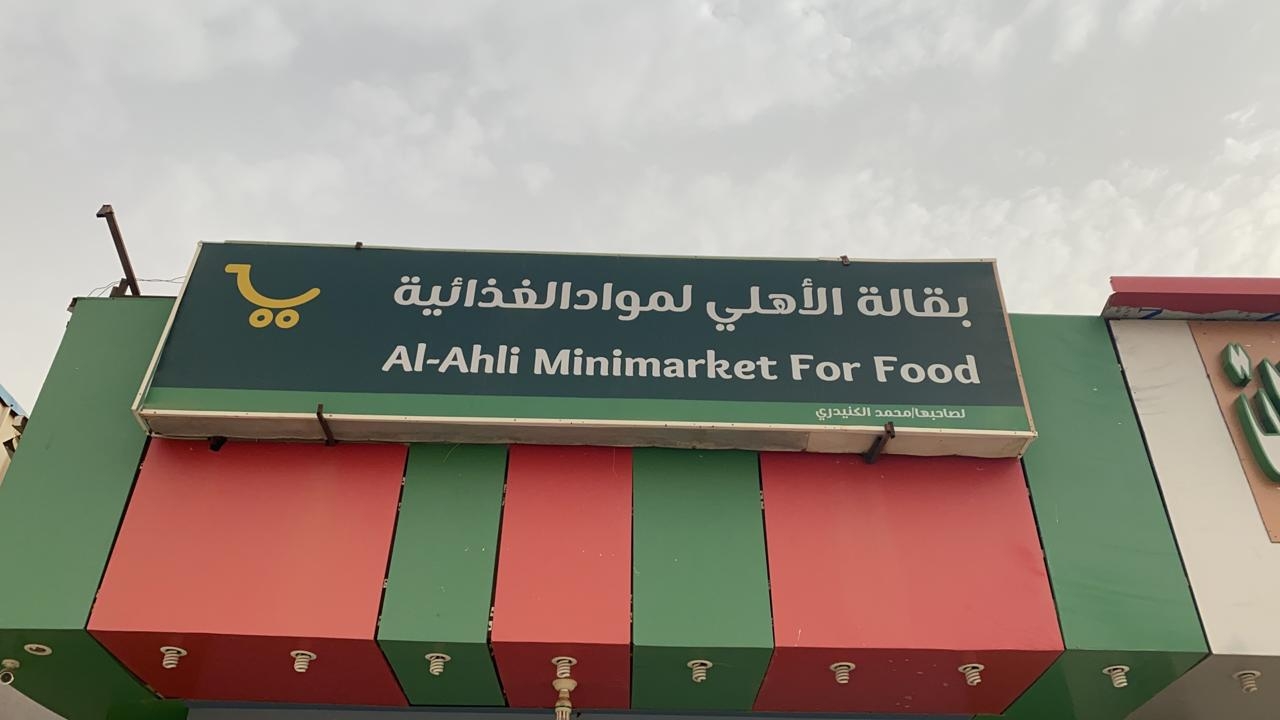 بقالة الأهلي لموادالغذائية
Al-Ahli Minimarket For Food
لصاحبها/محمد الكنيدري